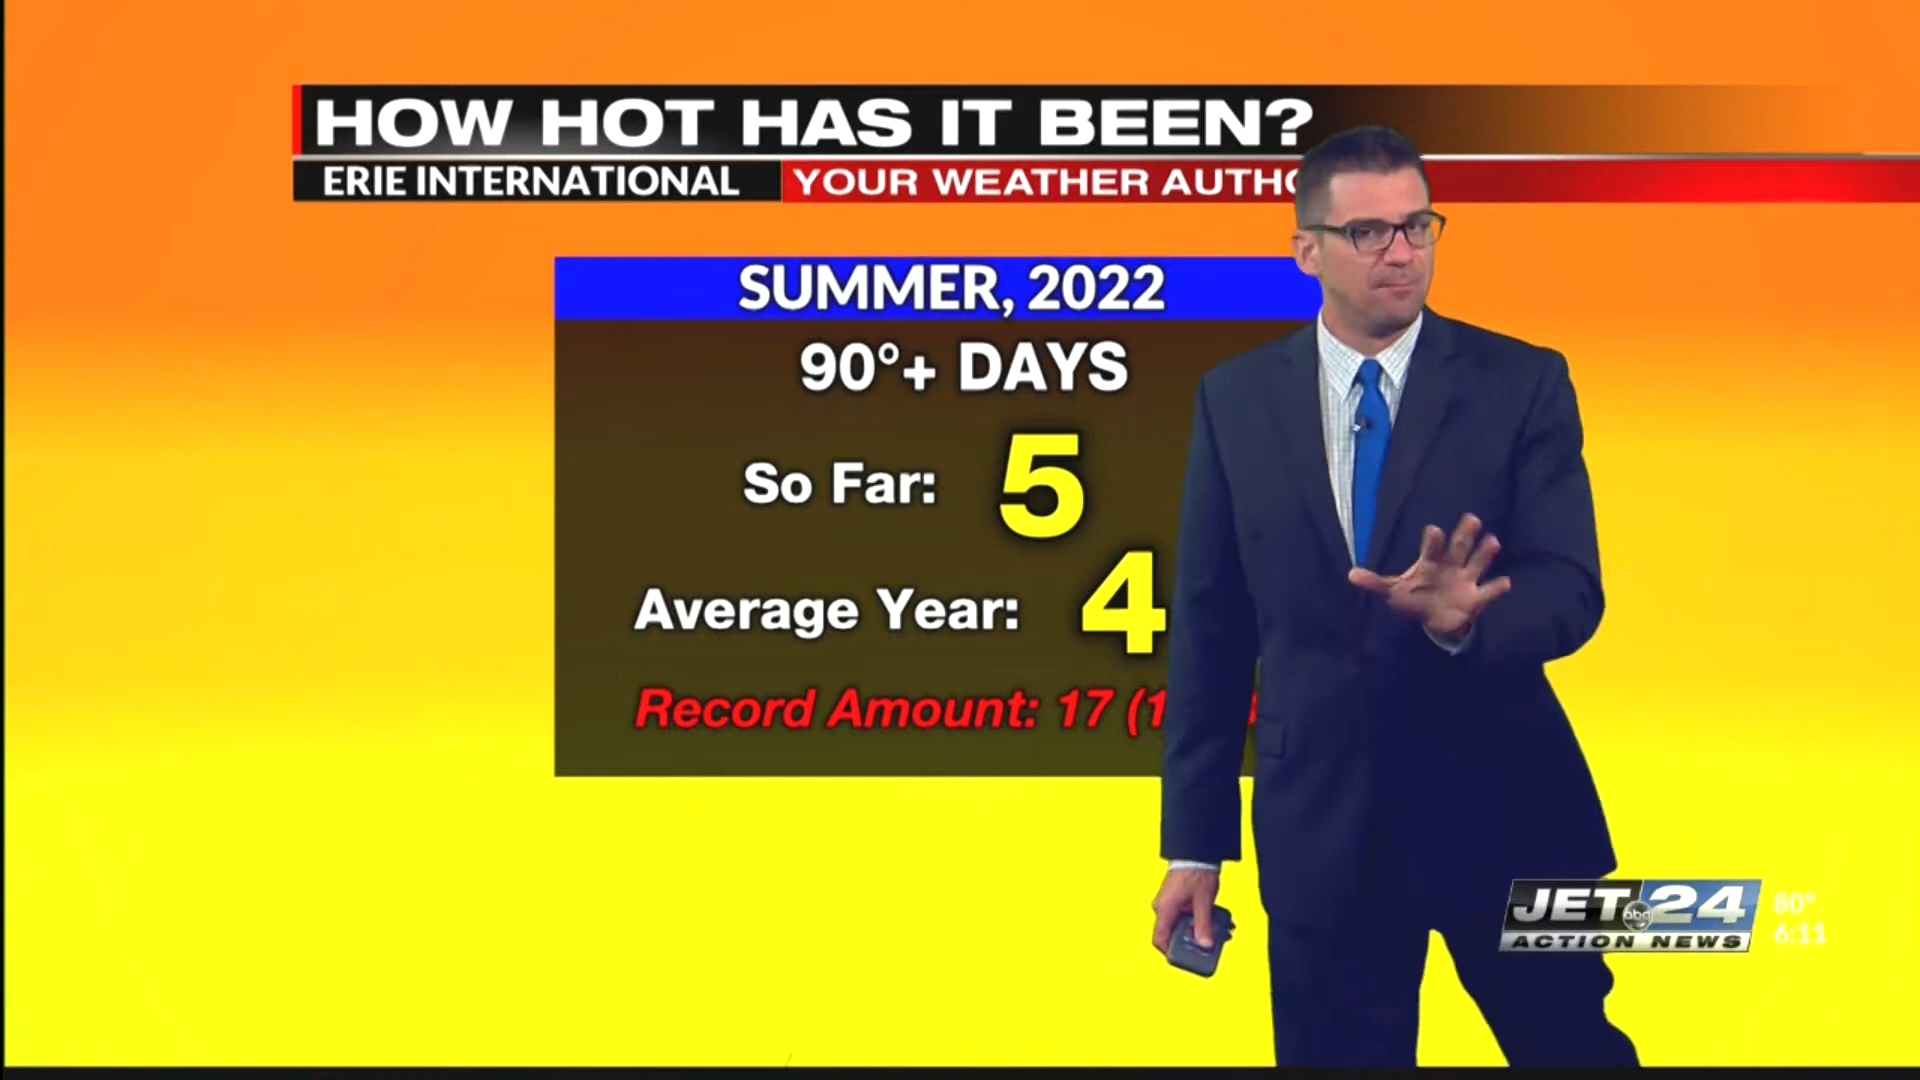 HOW HOT HAS IT BEEN?
ERIE INTERNATIONAL
YOUR WEATHER
SUMMER, 2022
90°+ DAYS
So Far: 5
Average Year: 4
Record Amount: 17
JET 24
abc
ACTION NEWS
80°
6:11